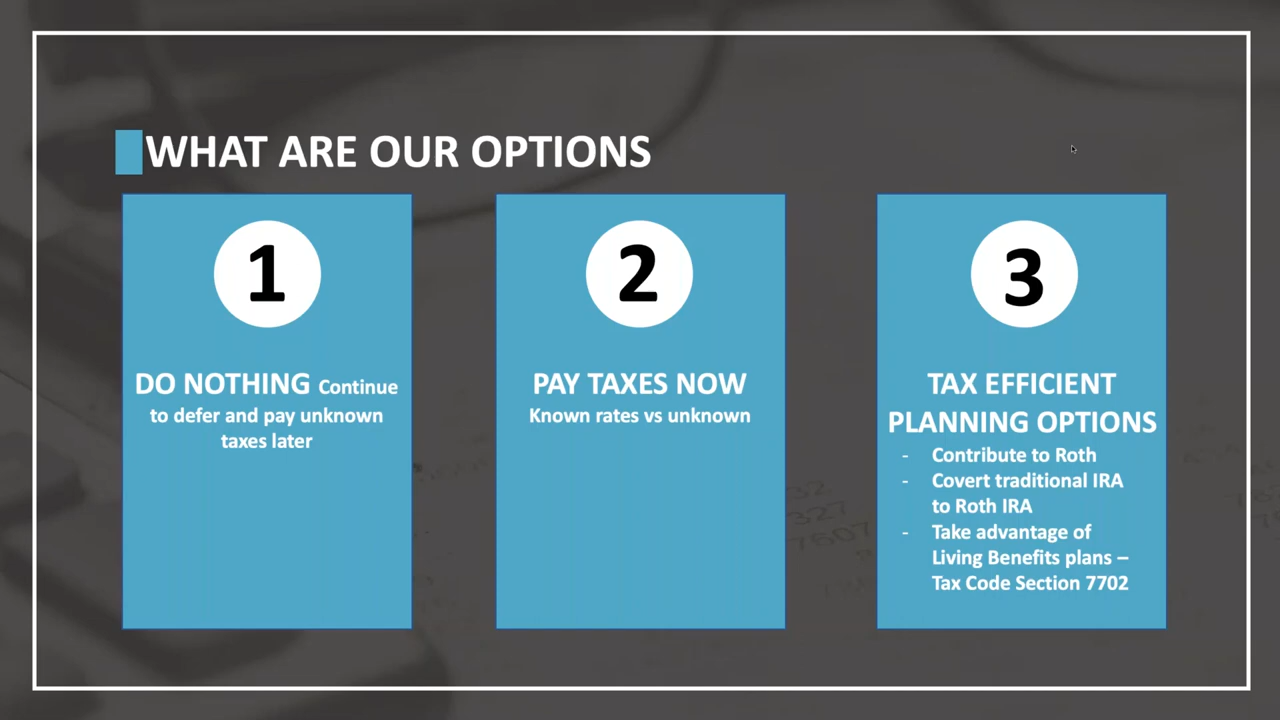 WHAT ARE OUR OPTIONS
1
DO NOTHING Continue
to defer and pay unknown
taxes later
2
PAY TAXES NOW
Known rates vs unknown
3
TAX EFFICIENT
PLANNING OPTIONS
- Contribute to Roth
- Covert traditional IRA
to Roth IRA
- Take advantage of
Living Benefits plans –
Tax Code Section 7702